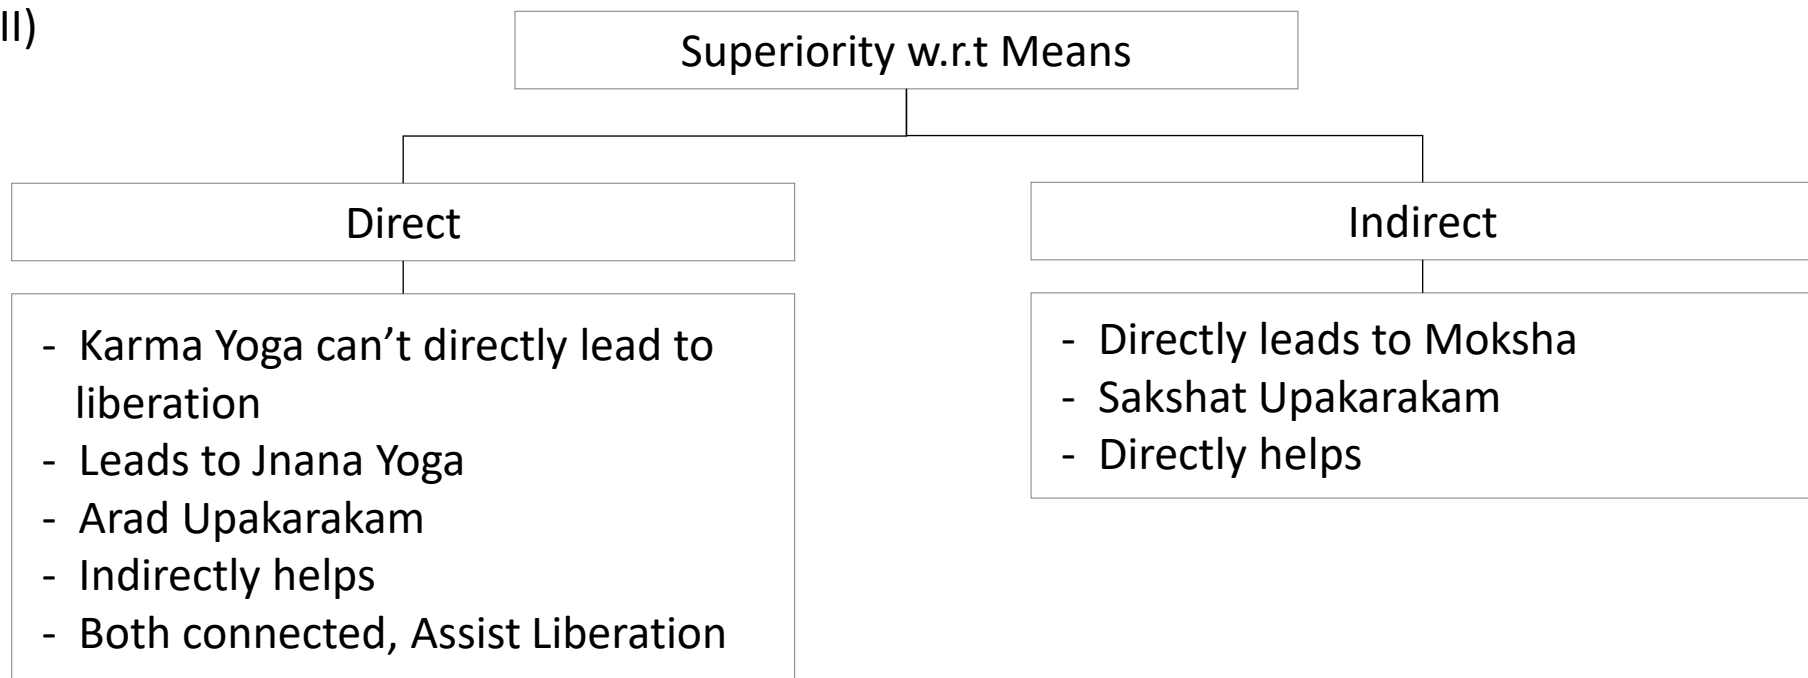 II)
Superiority w.r.t Means
Direct
Indirect
- Karma Yoga can’t directly lead to
liberation
- Leads to Jnana Yoga
- Arad Upakarakam
- Indirectly helps
- Both connected, Assist Liberation
- Directly leads to Moksha
- Sakshat Upakarakam
- Directly helps